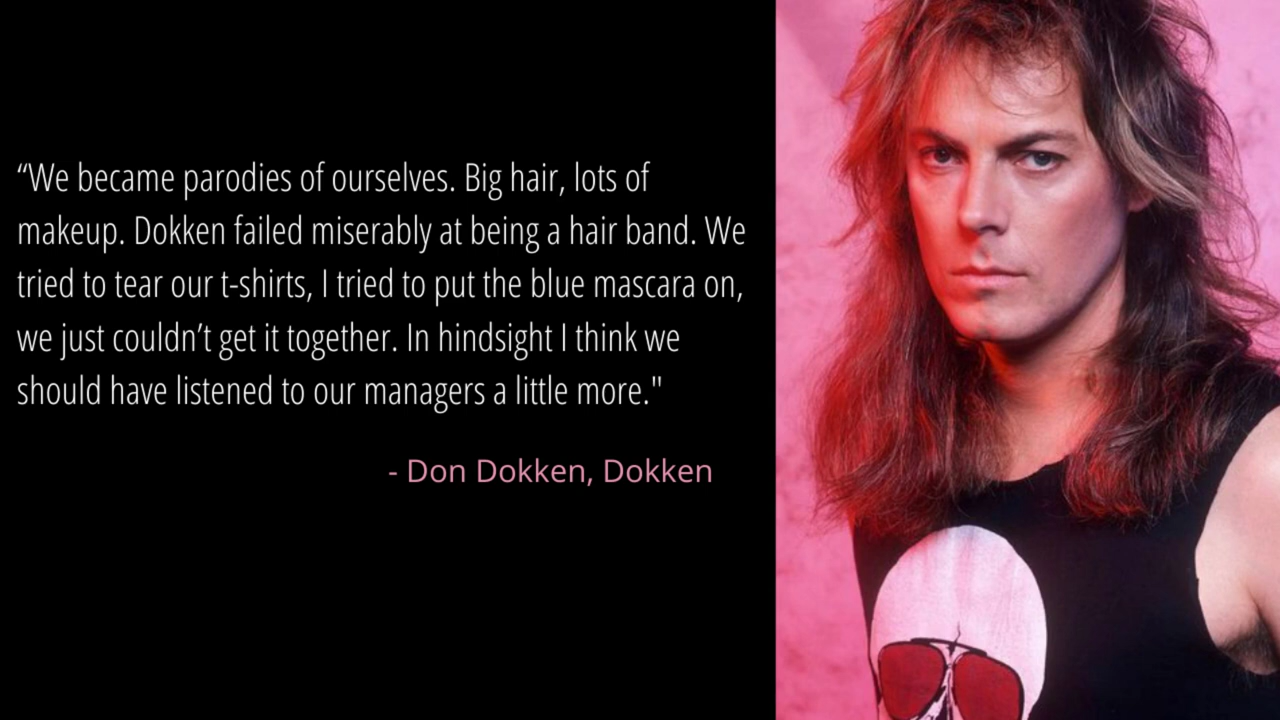 “We became parodies of ourselves. Big hair, lots of
makeup. Dokken failed miserably at being a hair band. We
tried to tear our t-shirts, I tried to put the blue mascara on,
we just couldn’t get it together. In hindsight I think we
should have listened to our managers a little more."
- Don Dokken, Dokken